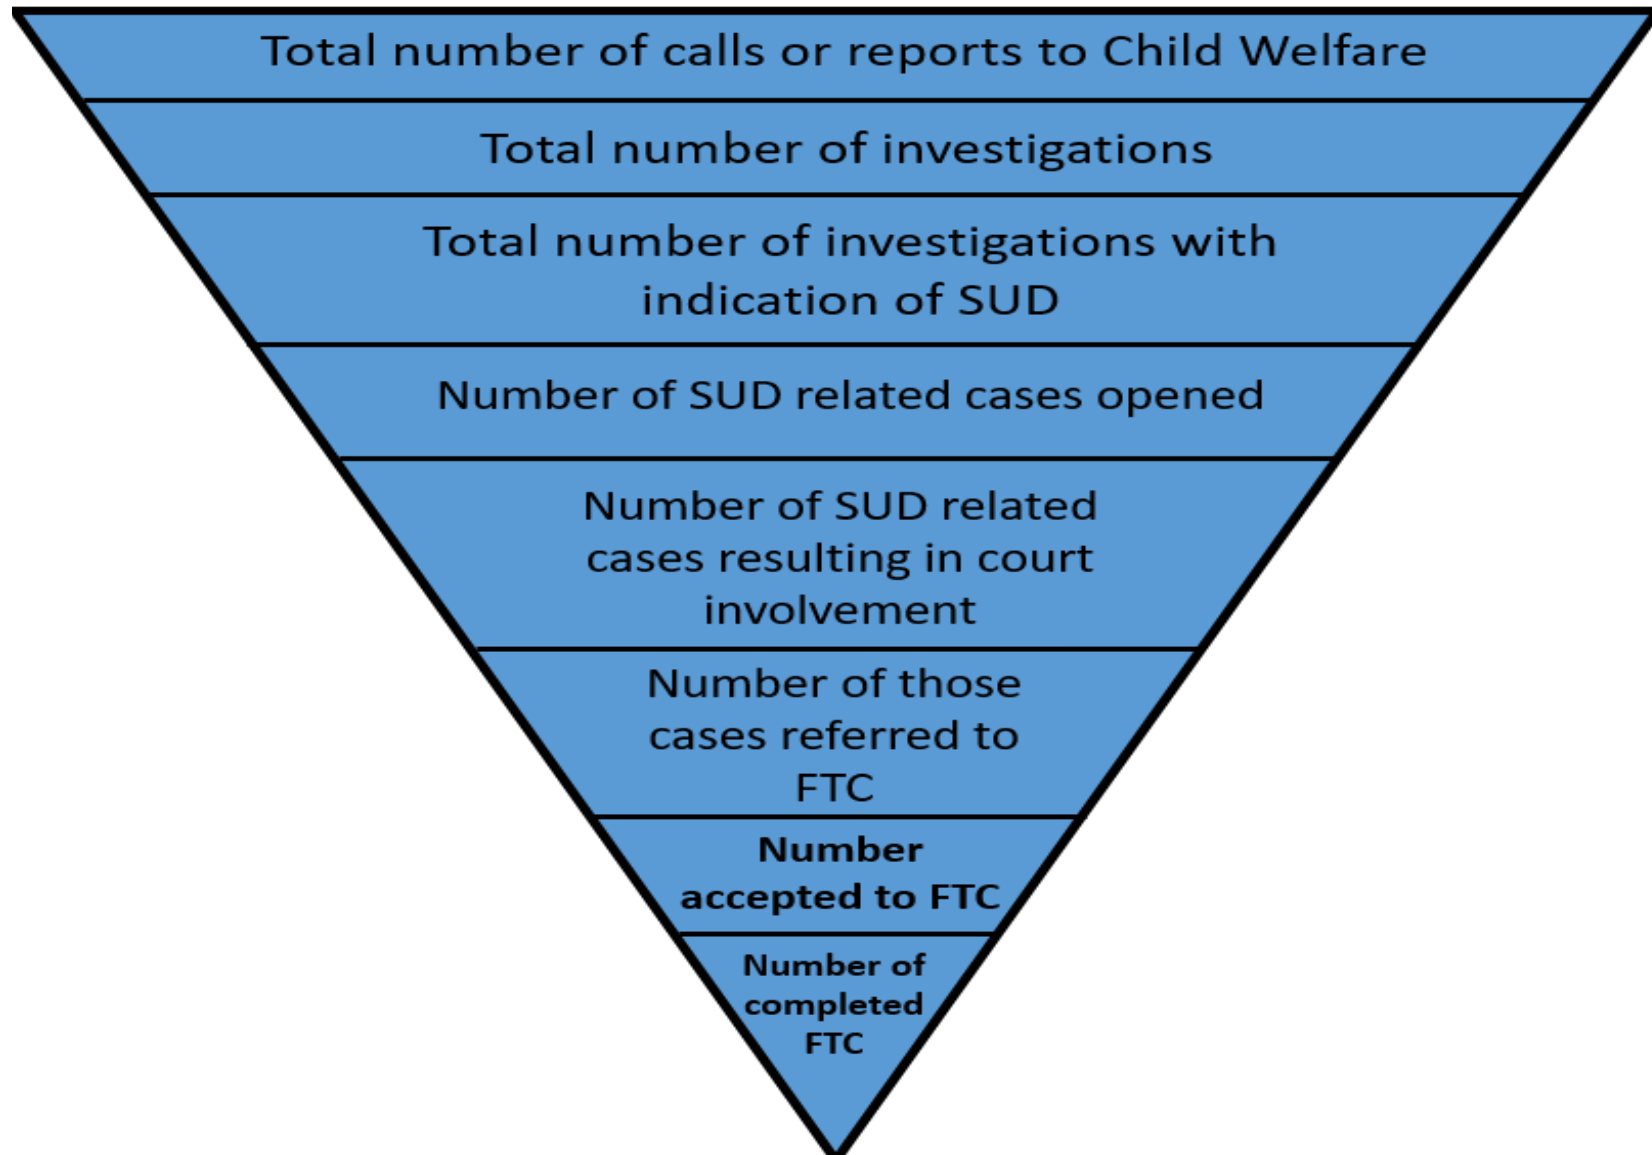 Total number of calls or reports to Child Welfare
Total number of investigations
Total number of investigations with
indication of SUD
Number of SUD related cases opened
Number of SUD related
cases resulting in court
involvement
Number of those
cases referred to
FTC
Number
accepted to FTC
Number of
completed
FTC